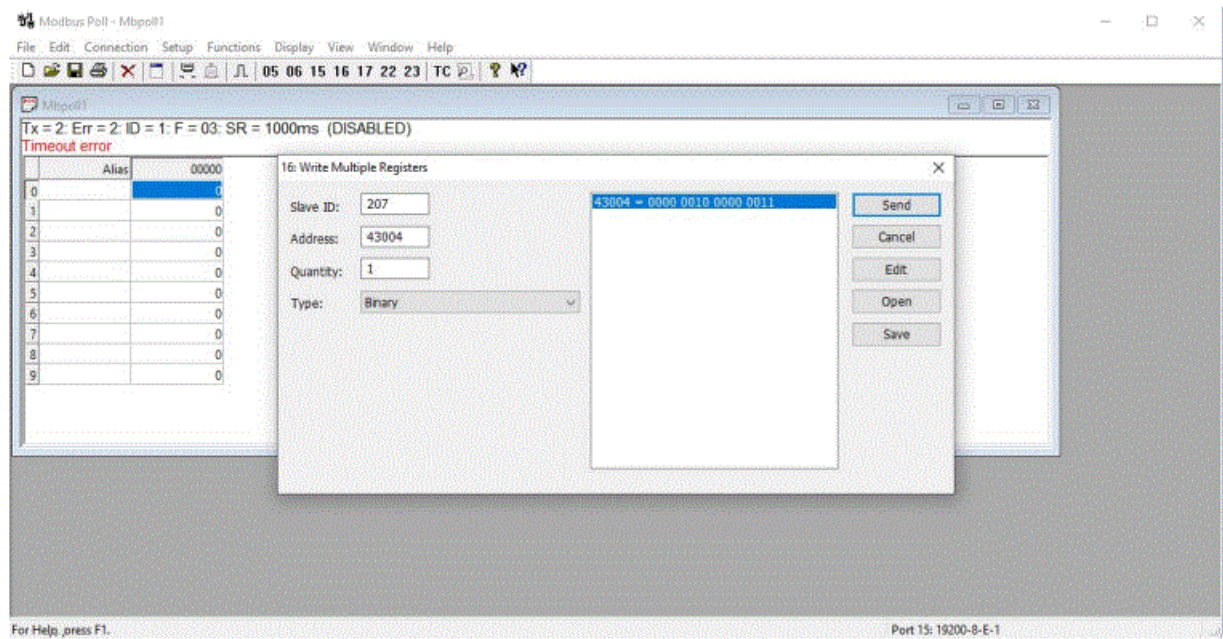 Modbus Poll - Mbpoll1
File Edit Connection Setup Functions Display View Window Help
05 06 15 16 17 22 23 TC
Mbpoll1
Tx = 2: Err = 2: ID = 1: F = 03: SR = 1000ms (DISABLED)
Timeout error
Alias 00000
0 0
1 0
2 0
3 0
4 0
5 0
6 0
7 0
8 0
9 0
16: Write Multiple Registers
Slave ID: 207
Address: 43004
Quantity: 1
Type: Binary
43004 = 0000 0010 0000 0011
Send
Cancel
Edit
Open
Save
For Help, press F1.
Port 15: 19200-8-E-1